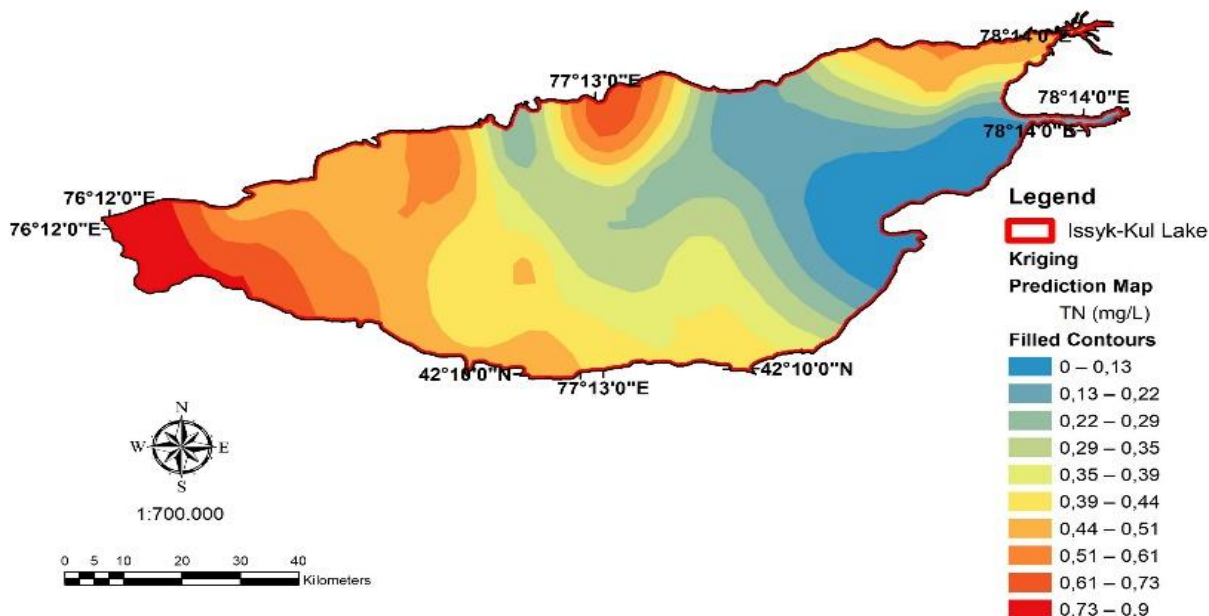 78°14'0"E
77°13'0"E
78°14'0"E
78°14'0"E
76°12'0"E
76°12'0"E
42°10'0"N
77°13'0"E
42°10'0"N
N
W E
S
1:700.000
0 5 10 20 30 40
Kilometers
Legend
Issyk-Kul Lake
Kriging
Prediction Map
TN (mg/L)
Filled Contours
0 – 0,13
0,13 – 0,22
0,22 – 0,29
0,29 – 0,35
0,35 – 0,39
0,39 – 0,44
0,44 – 0,51
0,51 – 0,61
0,61 – 0,73
0,73 – 0,9